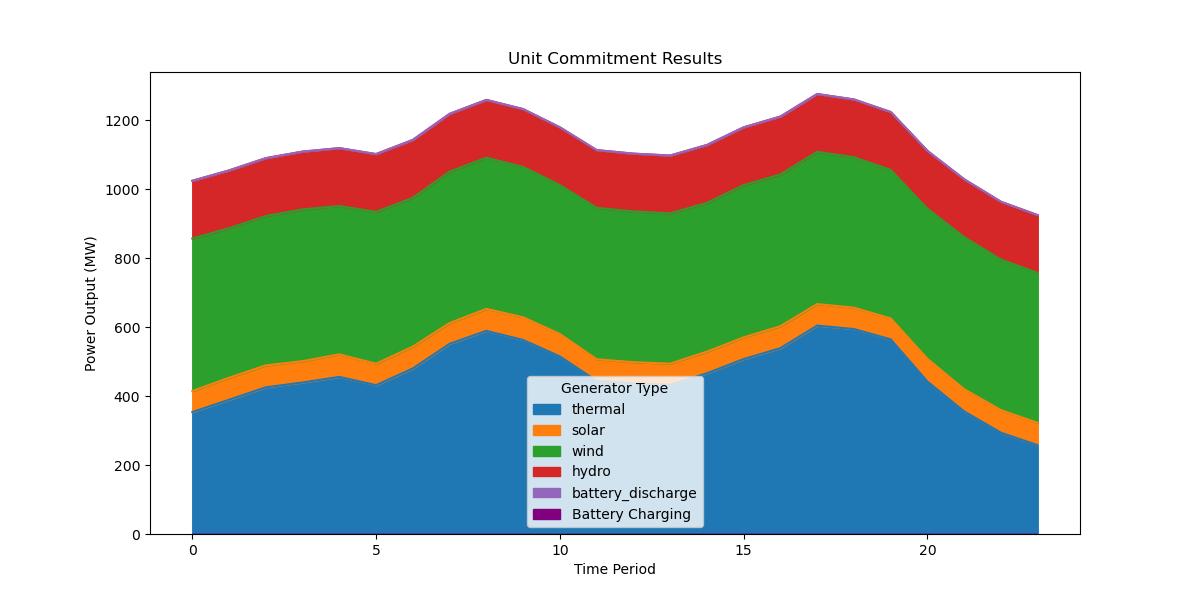 Unit Commitment Results
Power Output (MW)
1200
1000
800
600
400
200
0
Generator Type
thermal
solar
wind
hydro
battery_discharge
Battery Charging
0 5 10 15 20
Time Period